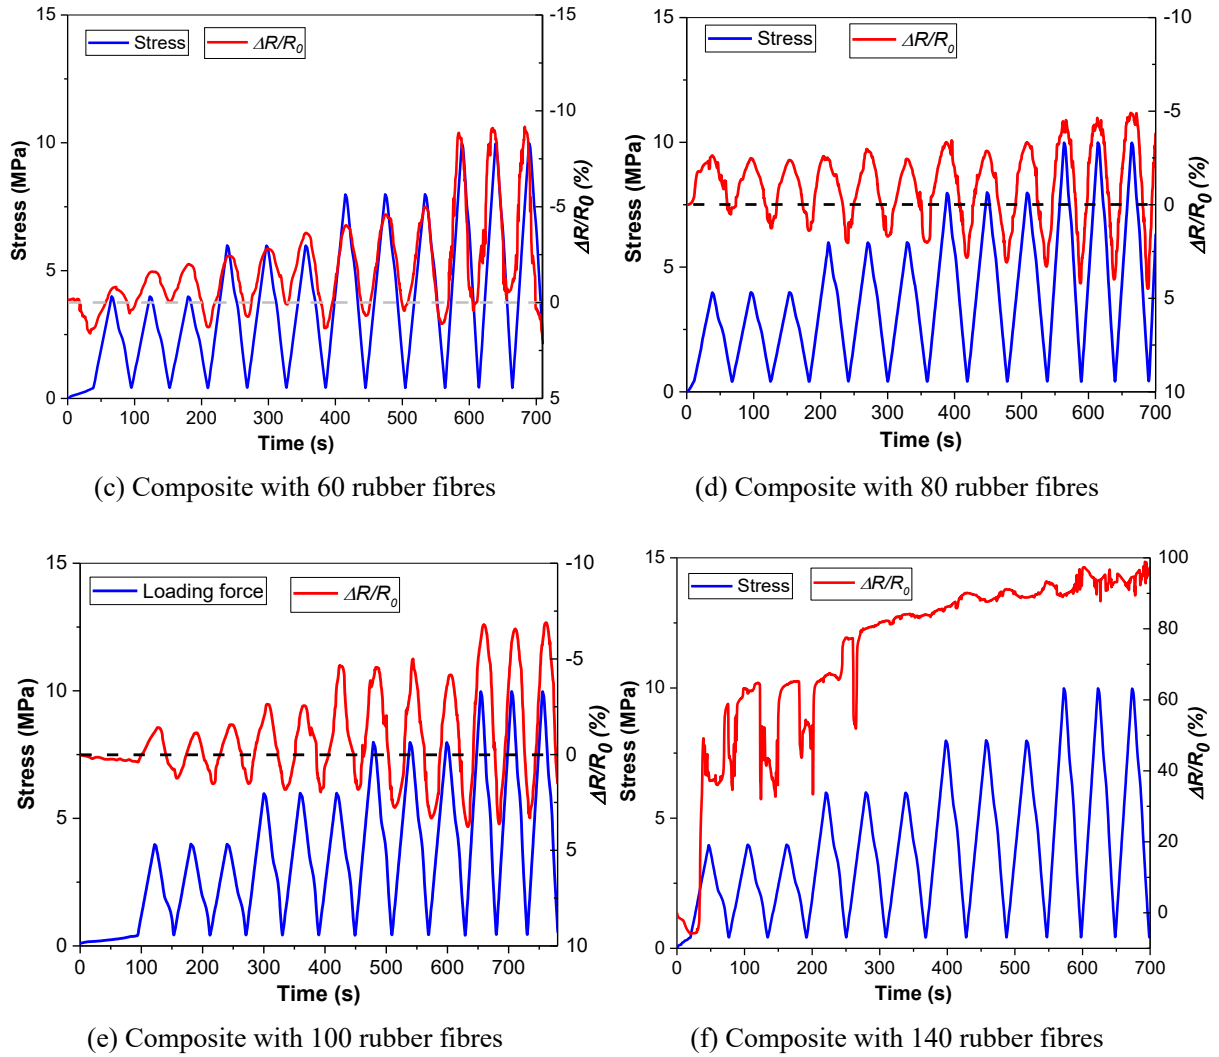 15
-15
Stress
ΔR/R0
-10
10
-5
Stress (MPa)
ΔR/R0 (%)
5
0
0
5
0 100 200 300 400 500 600 700
Time (s)
(c) Composite with 60 rubber fibres
15
-10
Stress
ΔR/R0
-5
10
Stress (MPa)
0
ΔR/R0 (%)
5
5
0
10
0 100 200 300 400 500 600 700
Time (s)
(d) Composite with 80 rubber fibres
15
-10
Loading force
ΔR/R0
-5
10
Stress (MPa)
0
ΔR/R0 (%)
5
5
0
10
0 100 200 300 400 500 600 700
Time (s)
(e) Composite with 100 rubber fibres
15
100
Stress
ΔR/R0
80
10
60
Stress (MPa)
ΔR/R0 (%)
40
5
20
0
0
0 100 200 300 400 500 600 700
Time (s)
(f) Composite with 140 rubber fibres